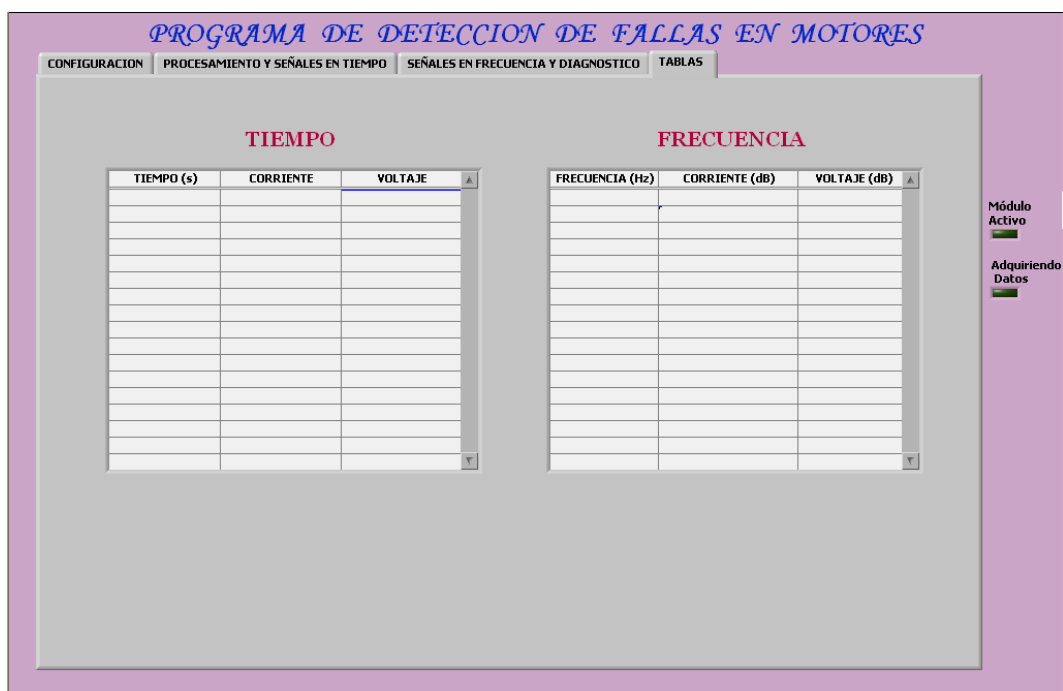 PROGRAMA DE DETECCION DE FALLAS EN MOTORES
CONFIGURACION PROCESAMIENTO Y SEÑALES EN TIEMPO SEÑALES EN FRECUENCIA Y DIAGNOSTICO TABLAS
TIEMPO
TIEMPO (s) CORRIENTE VOLTAJE
FRECUENCIA
FRECUENCIA (Hz) CORRIENTE (dB) VOLTAJE (dB)
Módulo
Activo
Adquiriendo
Datos